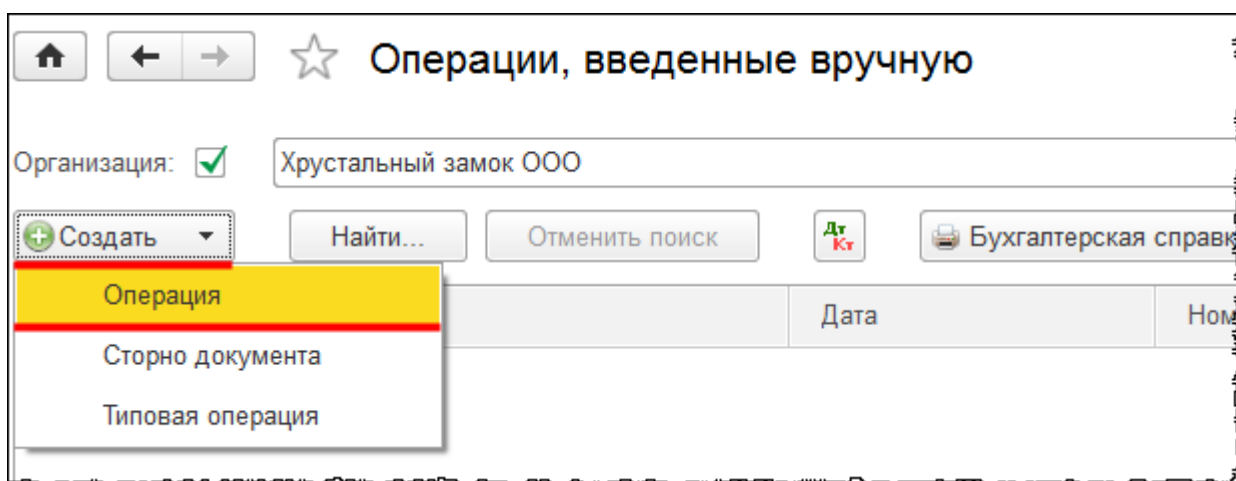 Операции, введенные вручную
Организация: Хрустальный замок ООО
Создать Найти... Отменить поиск Дт Кт Бухгалтерская справк
Операция
Дата Ном
Сторно документа
Типовая операция